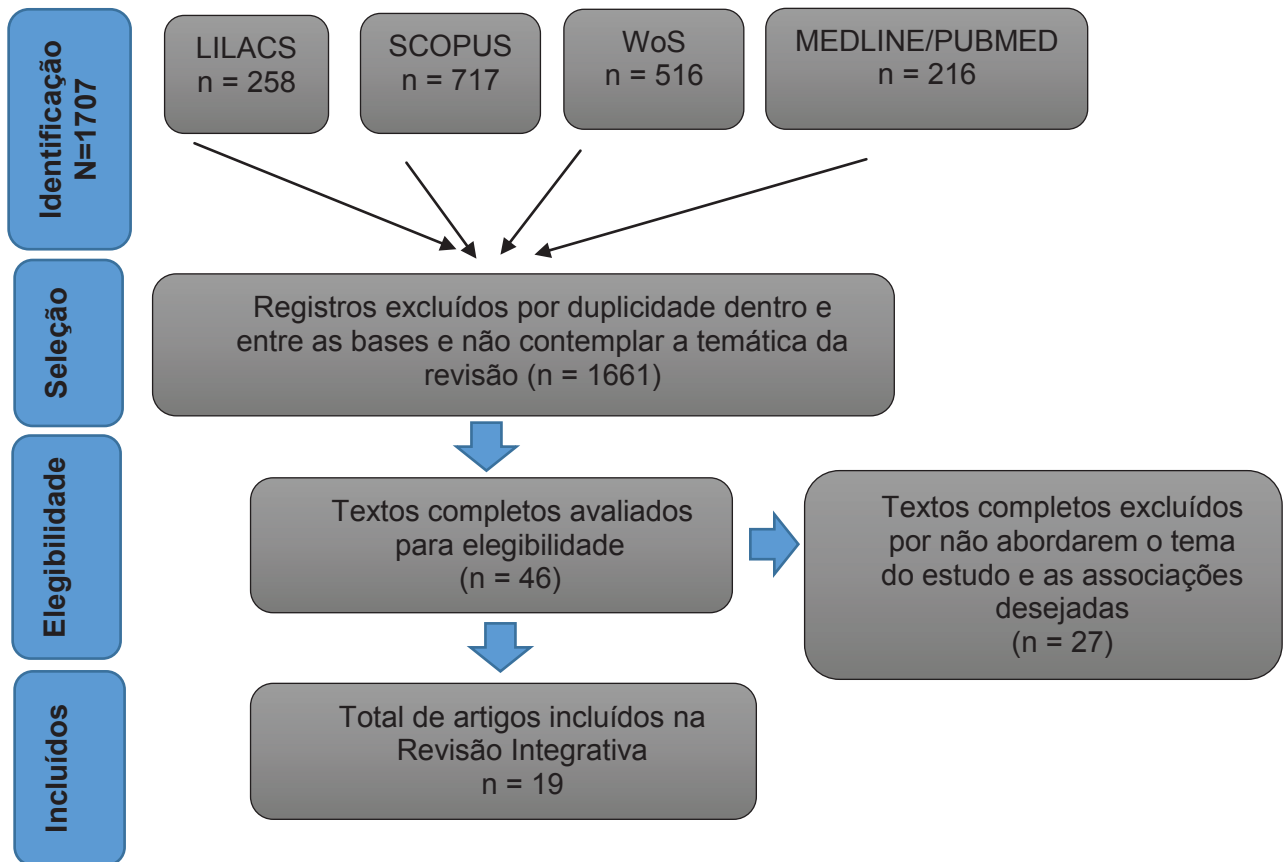 Identificação
N=1707
LILACS
n = 258
SCOPUS
n = 717
WoS
n = 516
MEDLINE/PUBMED
n = 216
Seleção
Registros excluídos por duplicidade dentro e
entre as bases e não contemplar a temática da
revisão (n = 1661)
Elegibilidade
Textos completos avaliados
para elegibilidade
(n = 46)
Textos completos excluídos
por não abordarem o tema
do estudo e as associações
desejadas
(n = 27)
Incluídos
Total de artigos incluídos na
Revisão Integrativa
n = 19